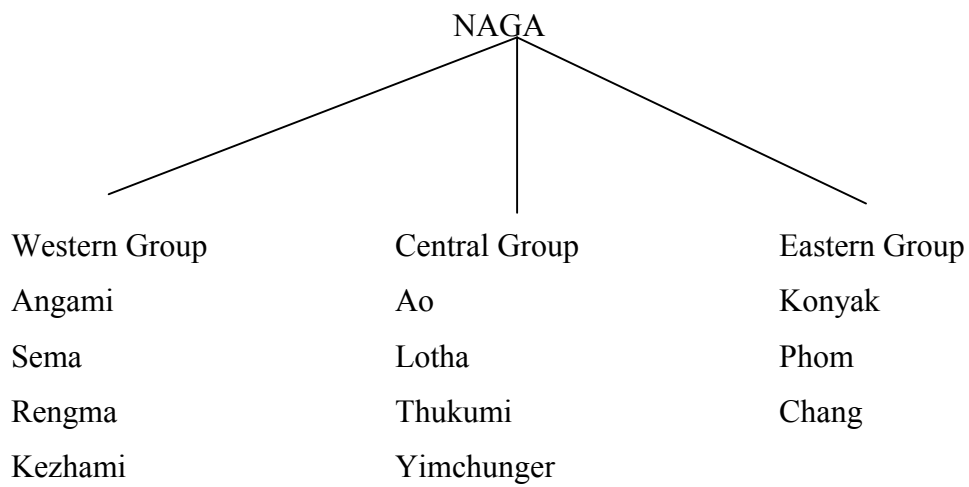 NAGA
Western Group
Angami
Sema
Rengma
Kezhami
Central Group
Ao
Lotha
Thukumi
Yimchunger
Eastern Group
Konyak
Phom
Chang